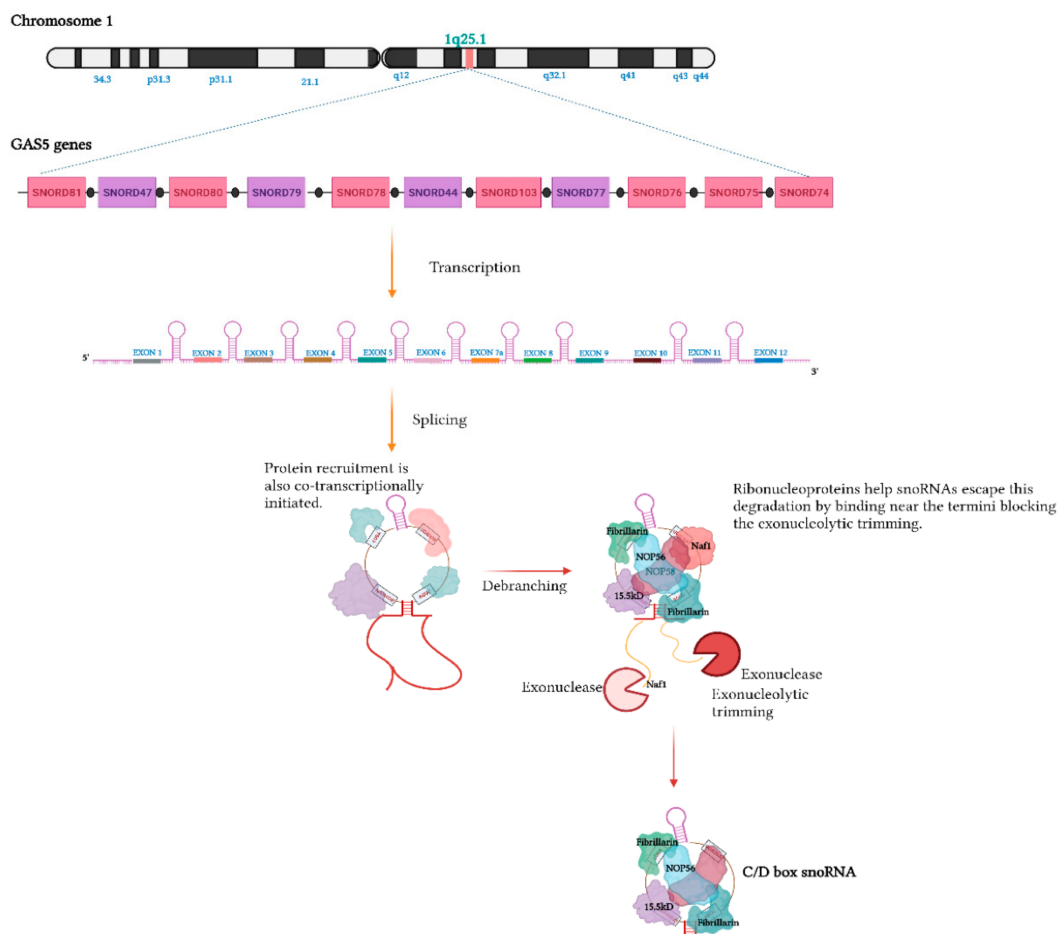 Chromosome 1
1q25.1
34.3
p31.3
p31.1
21.1
q12
q32.1
q41
q43
q44
GAS5 genes
SNORD81
SNORD47
SNORD80
SNORD79
SNORD78
SNORD44
SNORD103
SNORD77
SNORD76
SNORD75
SNORD74
Transcription
5'
EXON 1
EXON 2
EXON 3
EXON 4
EXON 5
EXON 6
EXON 7a
EXON 8
EXON 9
EXON 10
EXON 11
EXON 12
3'
Splicing
Protein recruitment is
also co-transcriptionally
initiated.
Ribonucleoproteins help snoRNAs escape this
degradation by binding near the termini blocking
the exonucleolytic trimming.
Debranching
Fibrillarin
Naf1
NOP56
NOP58
15.5kD
Fibrillarin
Exonuclease
Naf1
Exonuclease
Exonucleolytic
trimming
Fibrillarin
NOP56
C/D box snoRNA
15.5kD
Fibrillarin